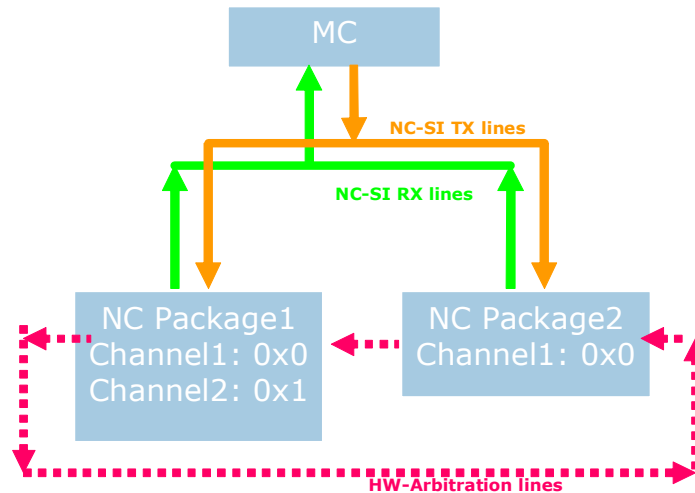 MC
NC-SI TX lines
NC-SI RX lines
NC Package1
Channel1: 0x0
Channel2: 0x1
NC Package2
Channel1: 0x0
HW-Arbitration lines